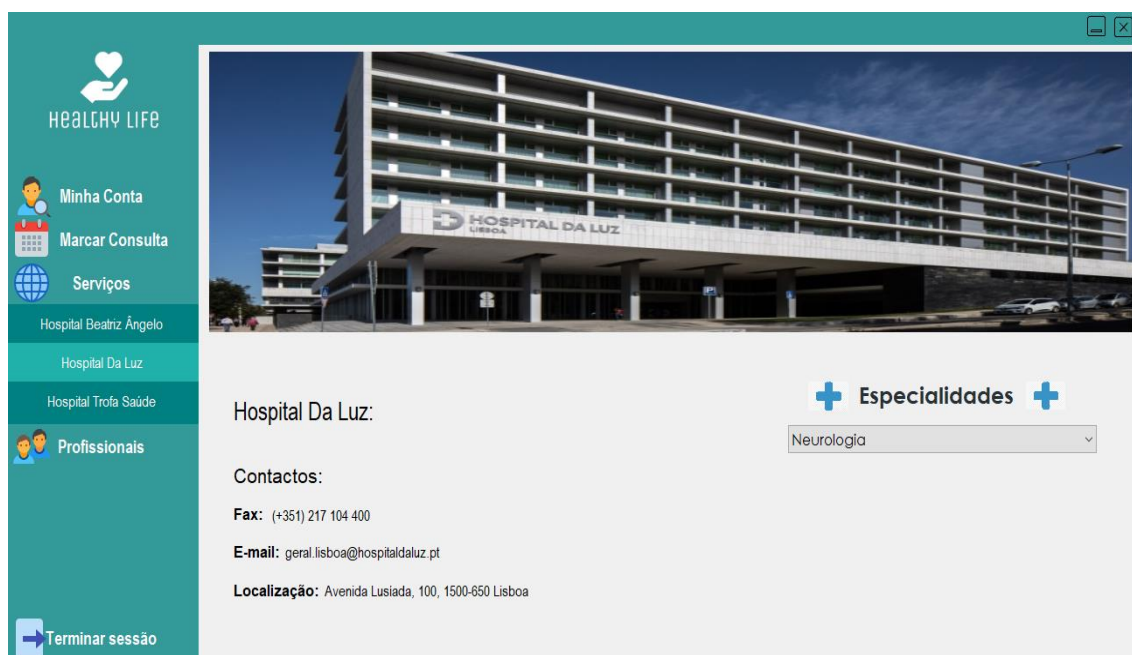 HEALTHY LIFE
Minha Conta
Marcar Consulta
Serviços
Hospital Beatriz Ângelo
Hospital Da Luz
Hospital Trofa Saúde
Profissionais
Terminar sessão
HOSPITAL DA LUZ
LISBOA
Hospital Da Luz:
Contactos:
Fax: (+351) 217 104 400
E-mail: geral.lisboa@hospitaldaluz.pt
Localização: Avenida Lusiada, 100, 1500-650 Lisboa
Especialidades
Neurologia